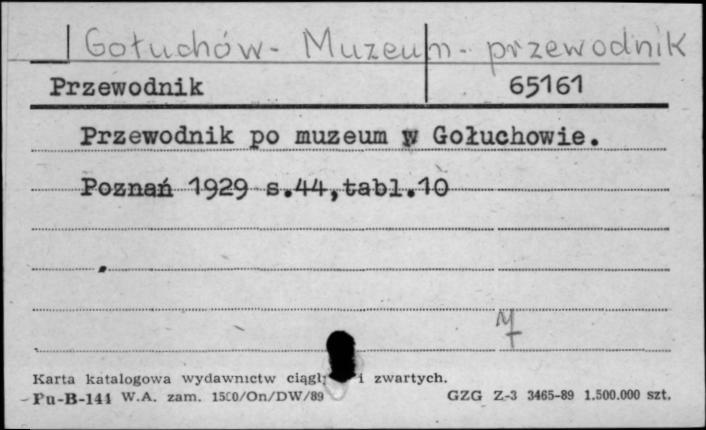 Gołuchów - Muzeum - przewodnik
Przewodnik 65161
Przewodnik po muzeum w Gołuchowie.
Poznań 1929 s.44,tabl.10
M
Karta katalogowa wydawnictw i zwartych.
Pu-B-141 W.A. zam. 1500/On/DW/89 GZG Z-3 3465-89 1.500.000 szt.